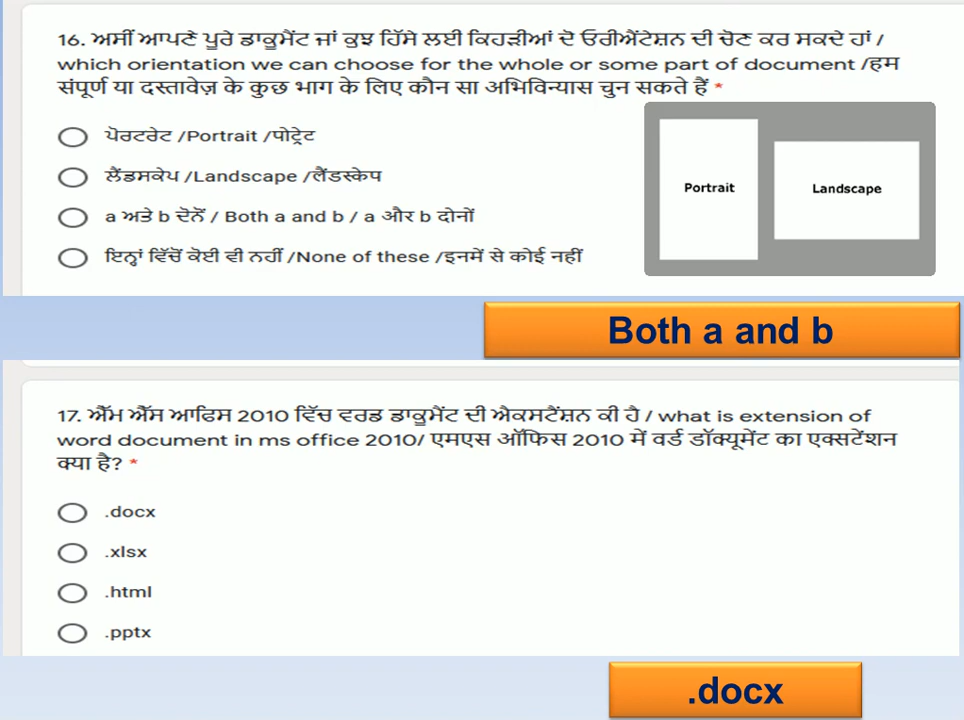 16. ਅਸੀਂ ਆਪਣੇ ਪੂਰੇ ਡਾਕੂਮੈਂਟ ਜਾਂ ਕੁਝ ਹਿੱਸੇ ਲਈ ਕਿਹੜੀਆਂ ਦੋ ਓਰੀਐਂਟੇਸ਼ਨ ਦੀ ਚੋਣ ਕਰ ਸਕਦੇ ਹਾਂ /
which orientation we can choose for the whole or some part of document /हम
संपूर्ण या दस्तावेज़ के कुछ भाग के लिए कौन सा अभिविन्यास चुन सकते हैं *
ਪੋਰਟਰੇਟ /Portrait /पोट्रेट
ਲੈਂਡਸਕੇਪ /Landscape /लैंडस्केप
a ਅਤੇ b ਦੋਨੋਂ / Both a and b / a और b दोनों
ਇਨ੍ਹਾਂ ਵਿੱਚੋਂ ਕੋਈ ਵੀ ਨਹੀਂ /None of these /इनमें से कोई नहीं
Portrait
Landscape
Both a and b
17. ਐੱਮ ਐੱਸ ਆਫਿਸ 2010 ਵਿੱਚ ਵਰਡ ਡਾਕੂਮੈਂਟ ਦੀ ਐਕਸਟੈਂਸ਼ਨ ਕੀ ਹੈ / what is extension of
word document in ms office 2010/ एमएस ऑफिस 2010 में वर्ड डॉक्यूमेंट का एक्सटेंशन
क्या है? *
.docx
.xlsx
.html
.pptx
.docx